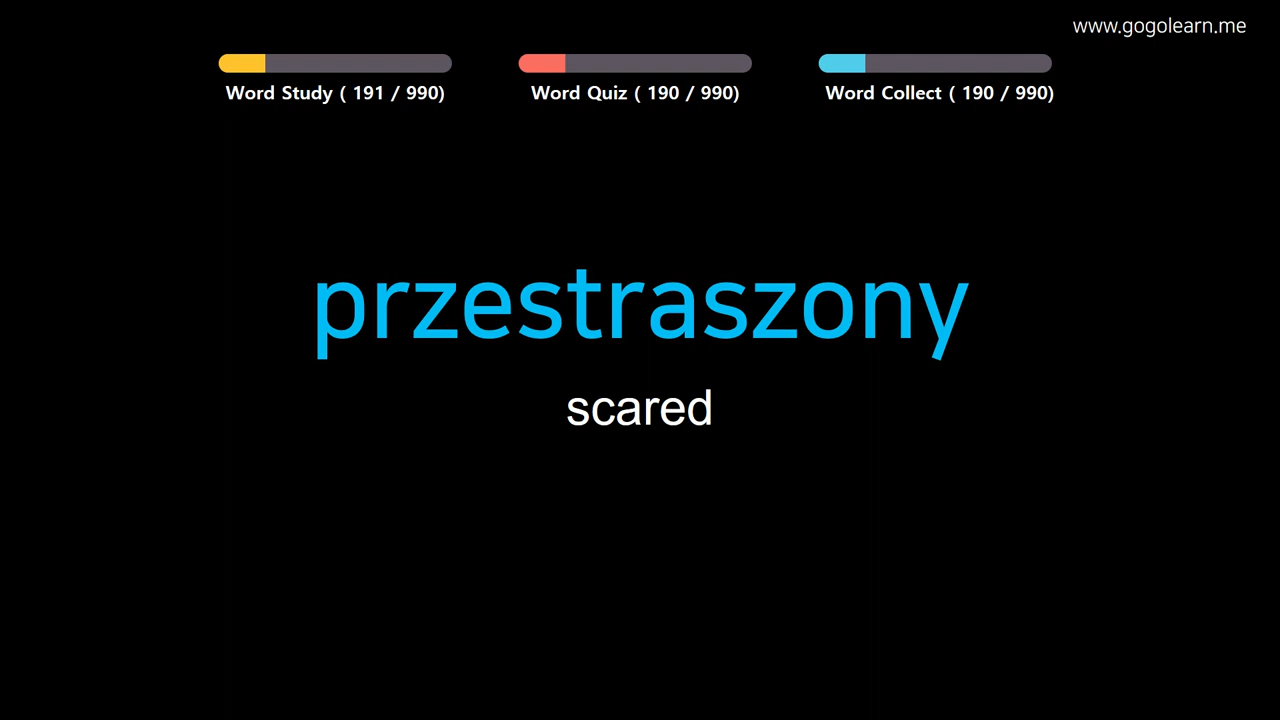 www.gogolearn.me
Word Study ( 191 / 990)
Word Quiz ( 190 / 990)
Word Collect ( 190 / 990)
przestraszony
scared